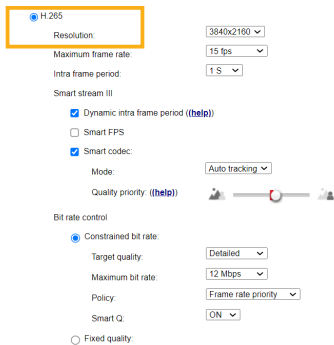 H.265
Resolution: 3840x2160
Maximum frame rate: 15 fps
Intra frame period: 1 S
Smart stream III
Dynamic intra frame period ((help))
Smart FPS
Smart codec:
Mode: Auto tracking
Quality priority: ((help))
Bit rate control
Constrained bit rate:
Target quality: Detailed
Maximum bit rate: 12 Mbps
Policy: Frame rate priority
Smart Q: ON
Fixed quality: